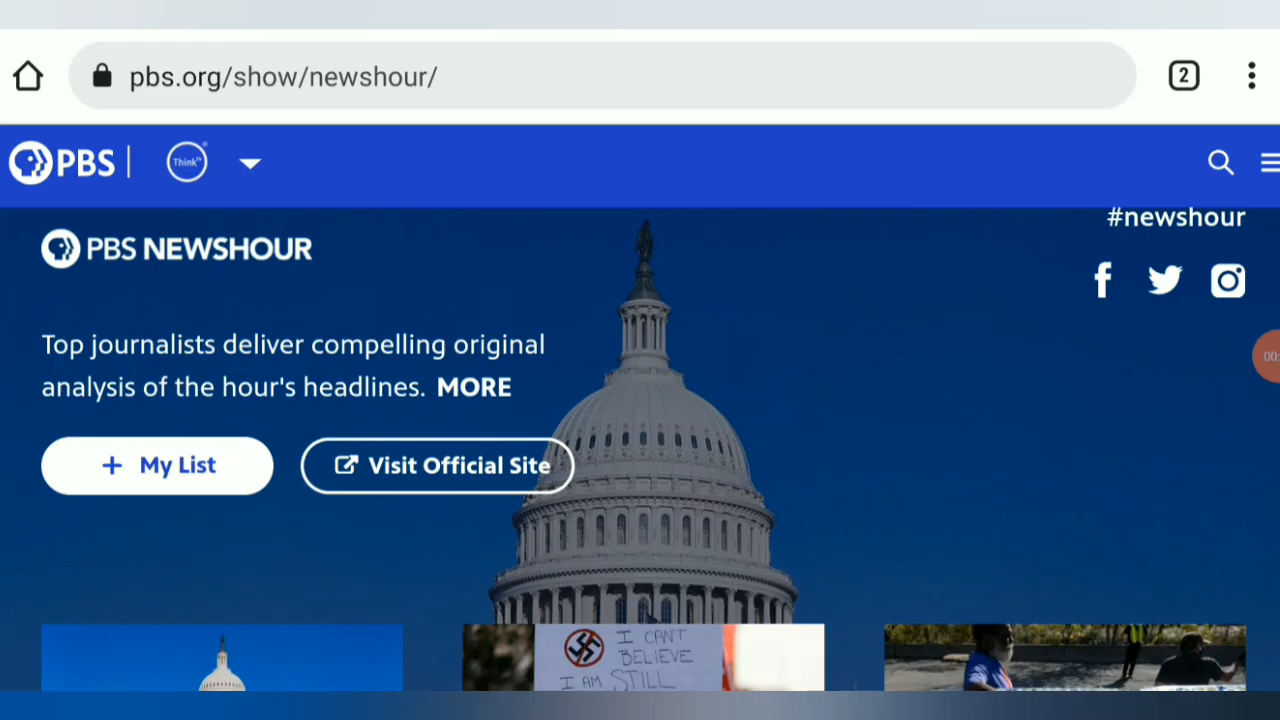 pbs.org/show/newshour/
2
PBS
Think
#newshour
PBS NEWSHOUR
Top journalists deliver compelling original
analysis of the hour's headlines. MORE
+ My List
Visit Official Site
00:
I CAN'T
BELIEVE
I AM STILL